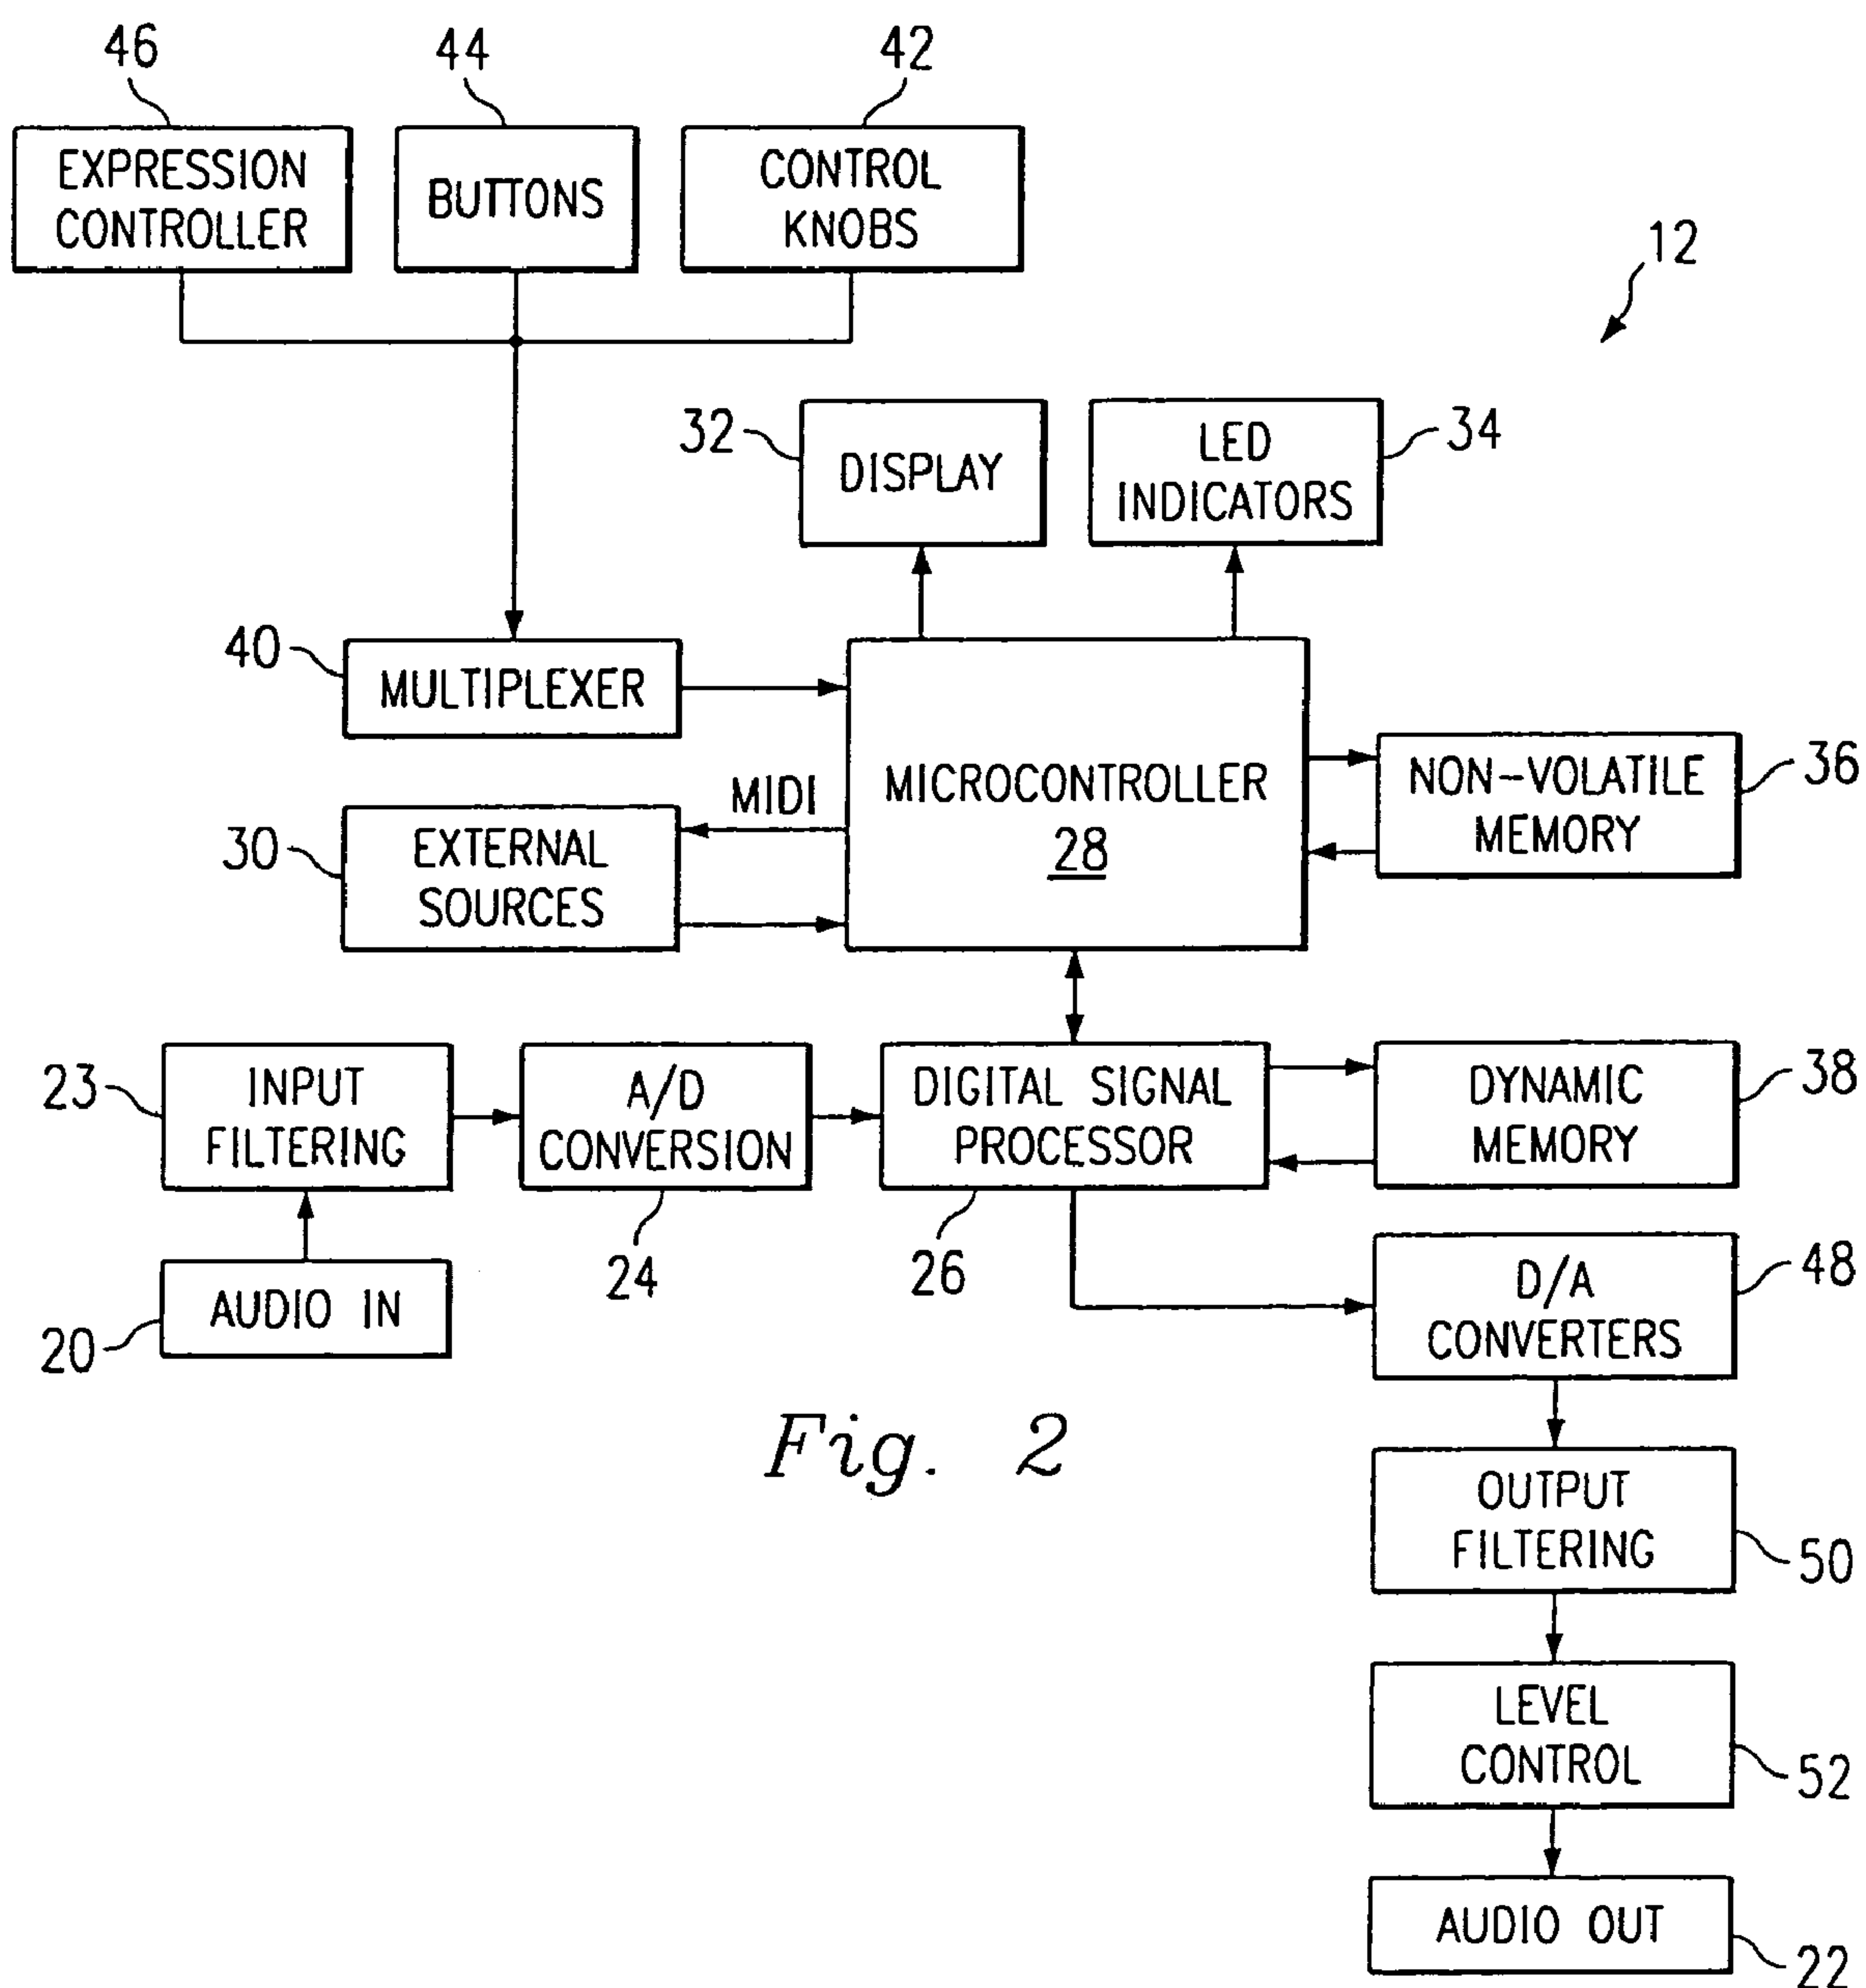 46
44
42
EXPRESSION
CONTROLLER
BUTTONS
CONTROL
KNOBS
12
32
DISPLAY
LED
INDICATORS
34
40
MULTIPLEXER
MICROCONTROLLER
28
NON-VOLATILE
MEMORY
36
MIDI
30
EXTERNAL
SOURCES
23
INPUT
FILTERING
A/D
CONVERSION
24
DIGITAL SIGNAL
PROCESSOR
26
DYNAMIC
MEMORY
38
20
AUDIO IN
D/A
CONVERTERS
48
Fig. 2
OUTPUT
FILTERING
50
LEVEL
CONTROL
52
AUDIO OUT
22